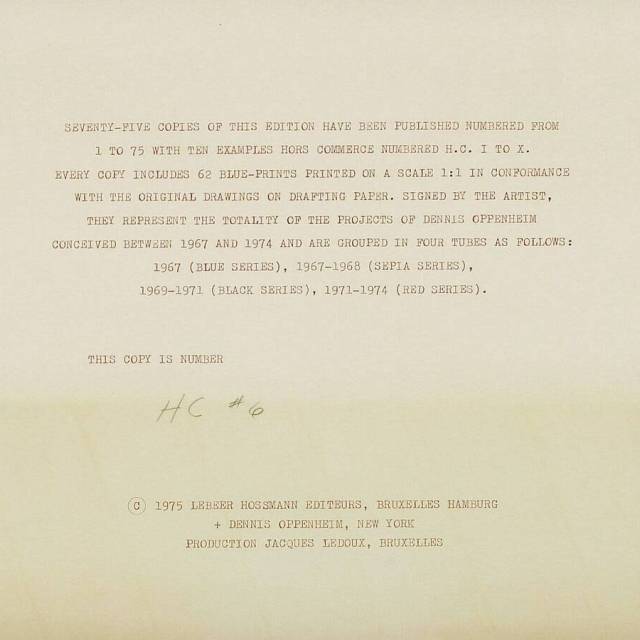 SEVENTY-FIVE COPIES OF THIS EDITION HAVE BEEN PUBLISHED NUMBERED FROM
1 TO 75 WITH TEN EXAMPLES HORS COMMERCE NUMBERED H.C. I TO X.
EVERY COPY INCLUDES 62 BLUE-PRINTS PRINTED ON A SCALE 1:1 IN CONFORMANCE
WITH THE ORIGINAL DRAWINGS ON DRAFTING PAPER. SIGNED BY THE ARTIST,
THEY REPRESENT THE TOTALITY OF THE PROJECTS OF DENNIS OPPENHEIM
CONCEIVED BETWEEN 1967 AND 1974 AND ARE GROUPED IN FOUR TUBES AS FOLLOWS:
1967 (BLUE SERIES), 1967-1968 (SEPIA SERIES),
1969-1971 (BLACK SERIES), 1971-1974 (RED SERIES).
THIS COPY IS NUMBER
HC #6
© 1975 LEBEER HOSSMANN EDITEURS, BRUXELLES HAMBURG
+ DENNIS OPPENHEIM, NEW YORK
PRODUCTION JACQUES LEDOUX, BRUXELLES